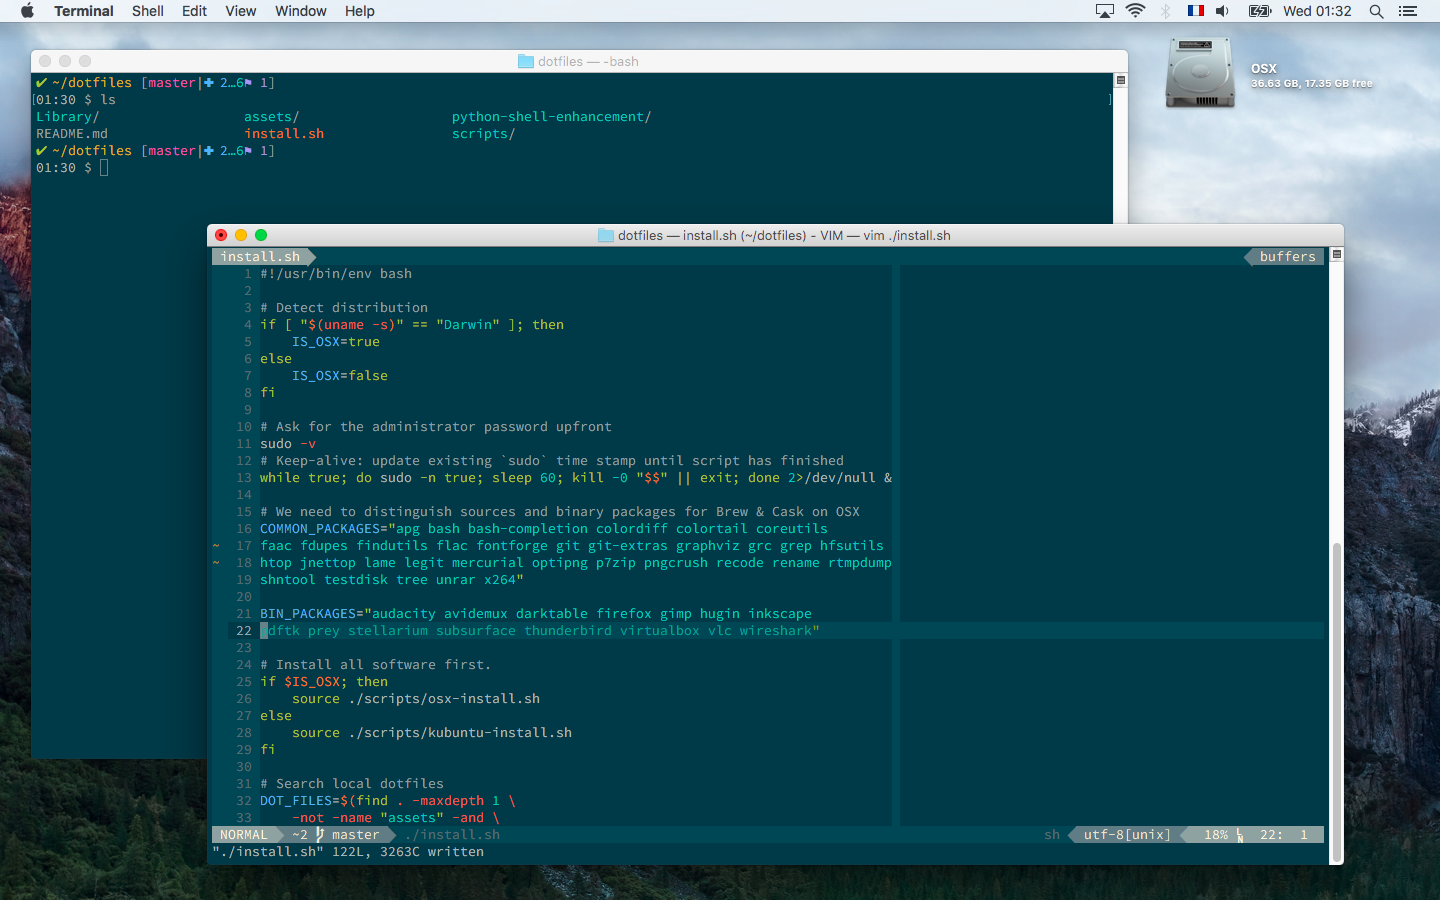 Terminal Shell Edit View Window Help
Wed 01:32
OSX
36.63 GB, 17.35 GB free
dotfiles — -bash
✔ ~/dotfiles [master|✚ 2…6⚑ 1]
[01:30 $ ls ]
Library/ assets/ python-shell-enhancement/
README.md install.sh scripts/
✔ ~/dotfiles [master|✚ 2…6⚑ 1]
01:30 $
dotfiles — install.sh (~/dotfiles) - VIM — vim ./install.sh
install.sh buffers
1 #!/usr/bin/env bash
2
3 # Detect distribution
4 if [ "$(uname -s)" == "Darwin" ]; then
5 IS_OSX=true
6 else
7 IS_OSX=false
8 fi
9
10 # Ask for the administrator password upfront
11 sudo -v
12 # Keep-alive: update existing `sudo` time stamp until script has finished
13 while true; do sudo -n true; sleep 60; kill -0 "$$" || exit; done 2>/dev/null &
14
15 # We need to distinguish sources and binary packages for Brew & Cask on OSX
16 COMMON_PACKAGES="apg bash bash-completion colordiff colortail coreutils
~ 17 faac fdupes findutils flac fontforge git git-extras graphviz grc grep hfsutils
~ 18 htop jnettop lame legit mercurial optipng p7zip pngcrush recode rename rtmpdump
19 shntool testdisk tree unrar x264"
20
21 BIN_PACKAGES="audacity avidemux darktable firefox gimp hugin inkscape
22 pdftk prey stellarium subsurface thunderbird virtualbox vlc wireshark"
23
24 # Install all software first.
25 if $IS_OSX; then
26 source ./scripts/osx-install.sh
27 else
28 source ./scripts/kubuntu-install.sh
29 fi
30
31 # Search local dotfiles
32 DOT_FILES=$(find . -maxdepth 1 \
33 -not -name "assets" -and \
NORMAL ~2 master ./install.sh sh utf-8[unix] 18% LN 22: 1
"./install.sh" 122L, 3263C written